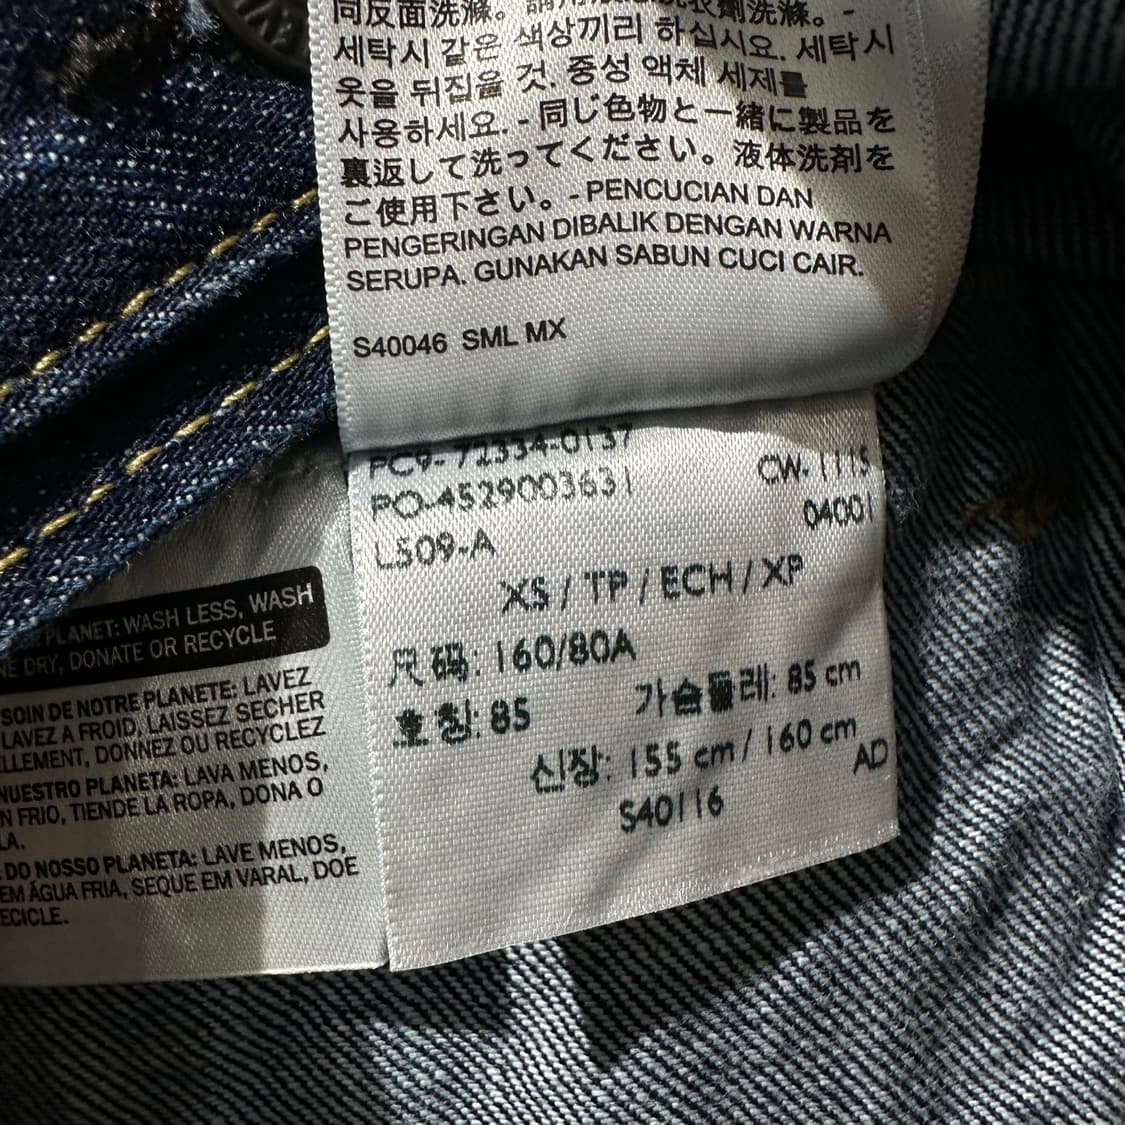 同反面洗滌。
세탁시 같은 색상끼리 하십시요. 세탁시
옷을 뒤집을 것. 중성 액체 세제를
사용하세요. - 同じ色物と一緒に製品を
裏返して洗ってください。液体洗剤を
ご使用下さい。-PENCUCIAN DAN
PENGERINGAN DIBALIK DENGAN WARNA
SERUPA. GUNAKAN SABUN CUCI CAIR.
S40046 SML MX
PC9-72334-0137
PO-4529003631
CW-1115
04001
L509-A
XS / TP / ECH / XP
尺码: 160/80A
호칭: 85
가슴둘레: 85 cm
신장: 155 cm / 160 cm
AD
S40116
PLANET: WASH LESS, WASH
DRY, DONATE OR RECYCLE
SOIN DE NOTRE PLANETE: LAVEZ
LAVEZ A FROID, LAISSEZ SECHER
DONNEZ OU RECYCLEZ
NUESTRO PLANETA: LAVA MENOS,
FRIO, TIENDE LA ROPA, DONA O
DO NOSSO PLANETA: LAVE MENOS,
EM ÁGUA FRIA, SEQUE EM VARAL, DOE